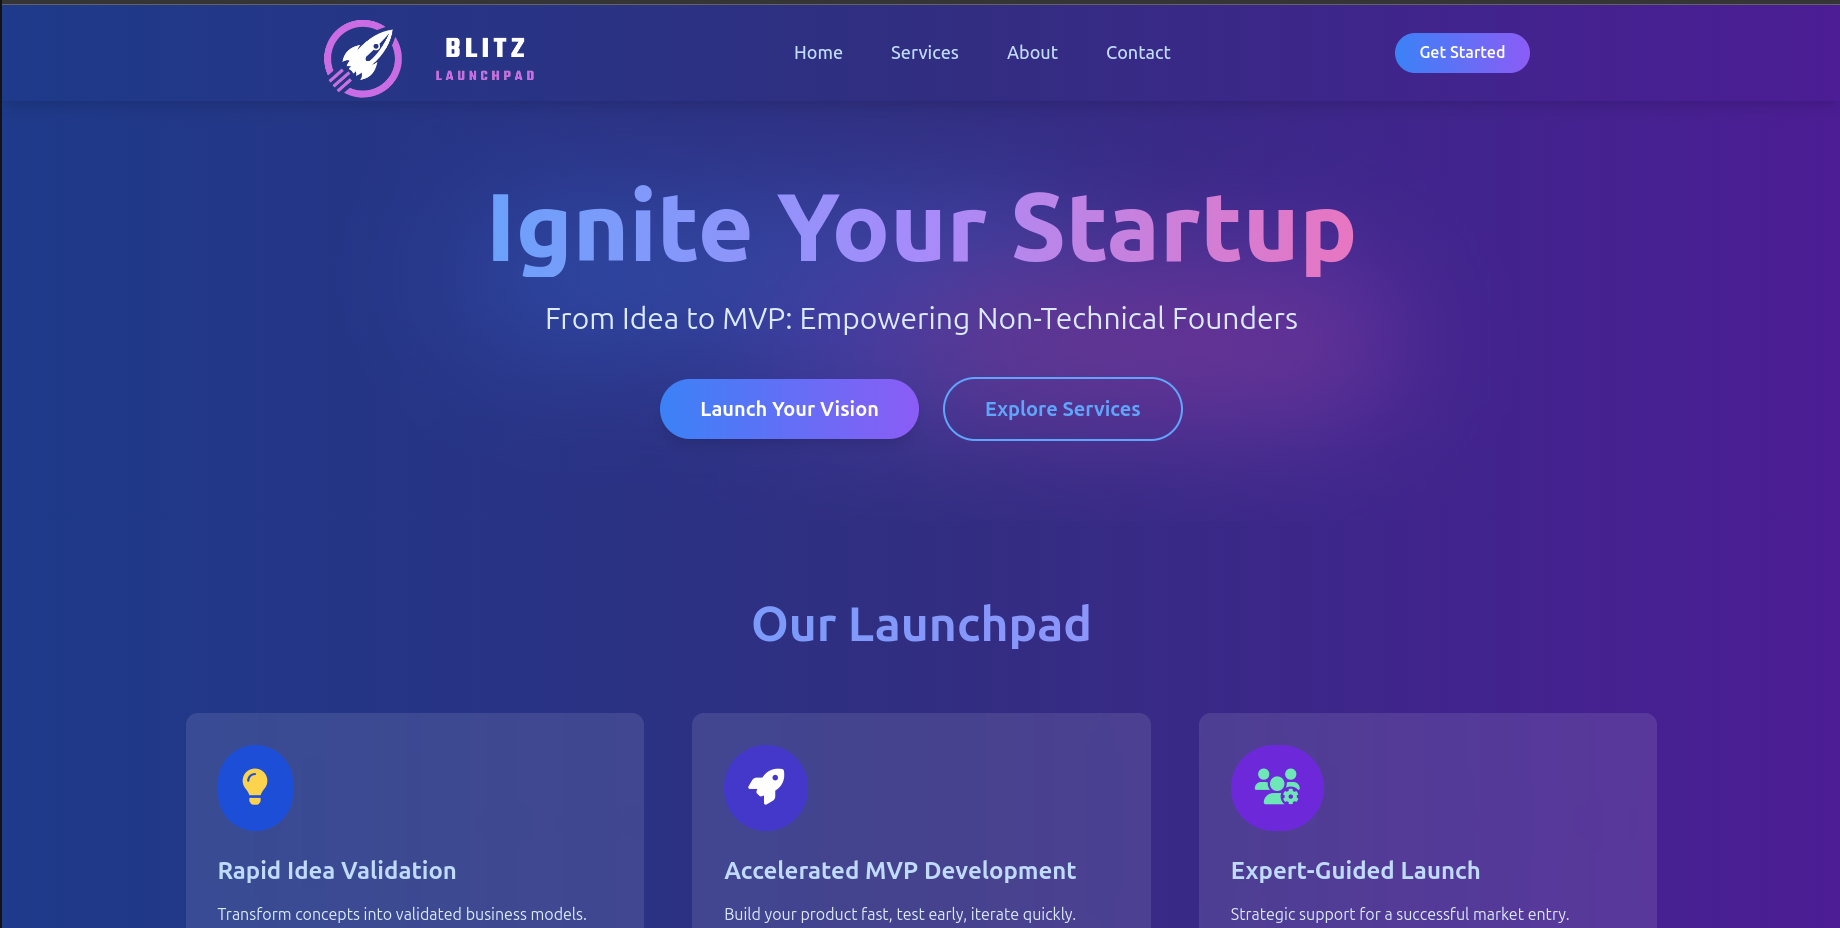 BLITZ
LAUNCHPAD
Home
Services
About
Contact
Get Started
Ignite Your Startup
From Idea to MVP: Empowering Non-Technical Founders
Launch Your Vision
Explore Services
Our Launchpad
Rapid Idea Validation
Transform concepts into validated business models.
Accelerated MVP Development
Build your product fast, test early, iterate quickly.
Expert-Guided Launch
Strategic support for a successful market entry.